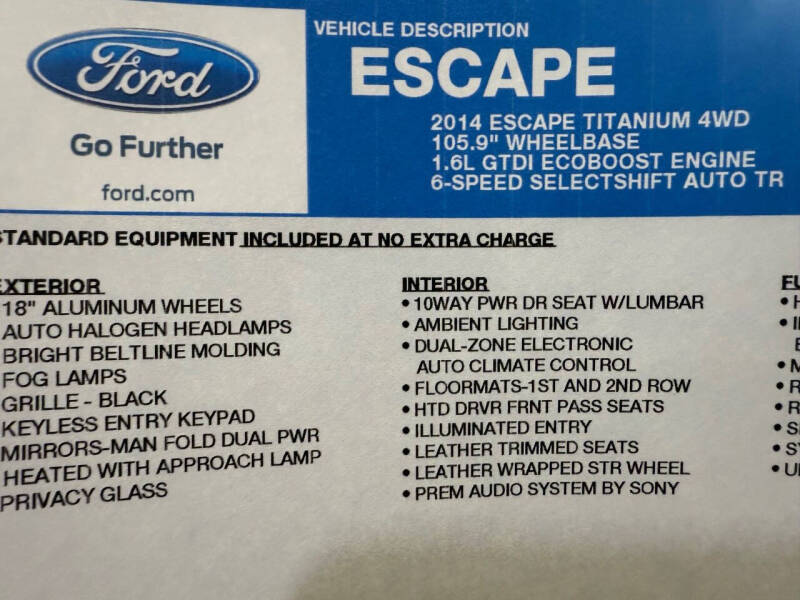 Ford
Go Further
ford.com
VEHICLE DESCRIPTION
ESCAPE
2014 ESCAPE TITANIUM 4WD
105.9" WHEELBASE
1.6L GTDI ECOBOOST ENGINE
6-SPEED SELECTSHIFT AUTO TR
STANDARD EQUIPMENT INCLUDED AT NO EXTRA CHARGE
EXTERIOR
18" ALUMINUM WHEELS
AUTO HALOGEN HEADLAMPS
BRIGHT BELTLINE MOLDING
FOG LAMPS
GRILLE - BLACK
KEYLESS ENTRY KEYPAD
MIRRORS-MAN FOLD DUAL PWR
HEATED WITH APPROACH LAMP
PRIVACY GLASS
INTERIOR
• 10WAY PWR DR SEAT W/LUMBAR
• AMBIENT LIGHTING
• DUAL-ZONE ELECTRONIC
AUTO CLIMATE CONTROL
• FLOORMATS-1ST AND 2ND ROW
• HTD DRVR FRNT PASS SEATS
• ILLUMINATED ENTRY
• LEATHER TRIMMED SEATS
• LEATHER WRAPPED STR WHEEL
• PREM AUDIO SYSTEM BY SONY